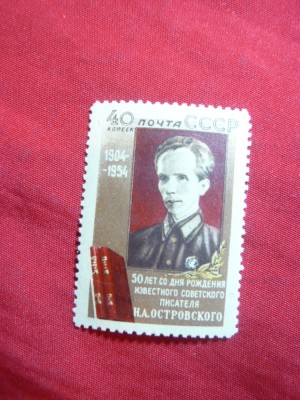 40 ПОЧТА СССР
КОПЕЕК
1904-
-1954
50 ЛЕТ СО ДНЯ РОЖДЕНИЯ
ИЗВЕСТНОГО СОВЕТСКОГО
ПИСАТЕЛЯ
Н.А.ОСТРОВСКОГО